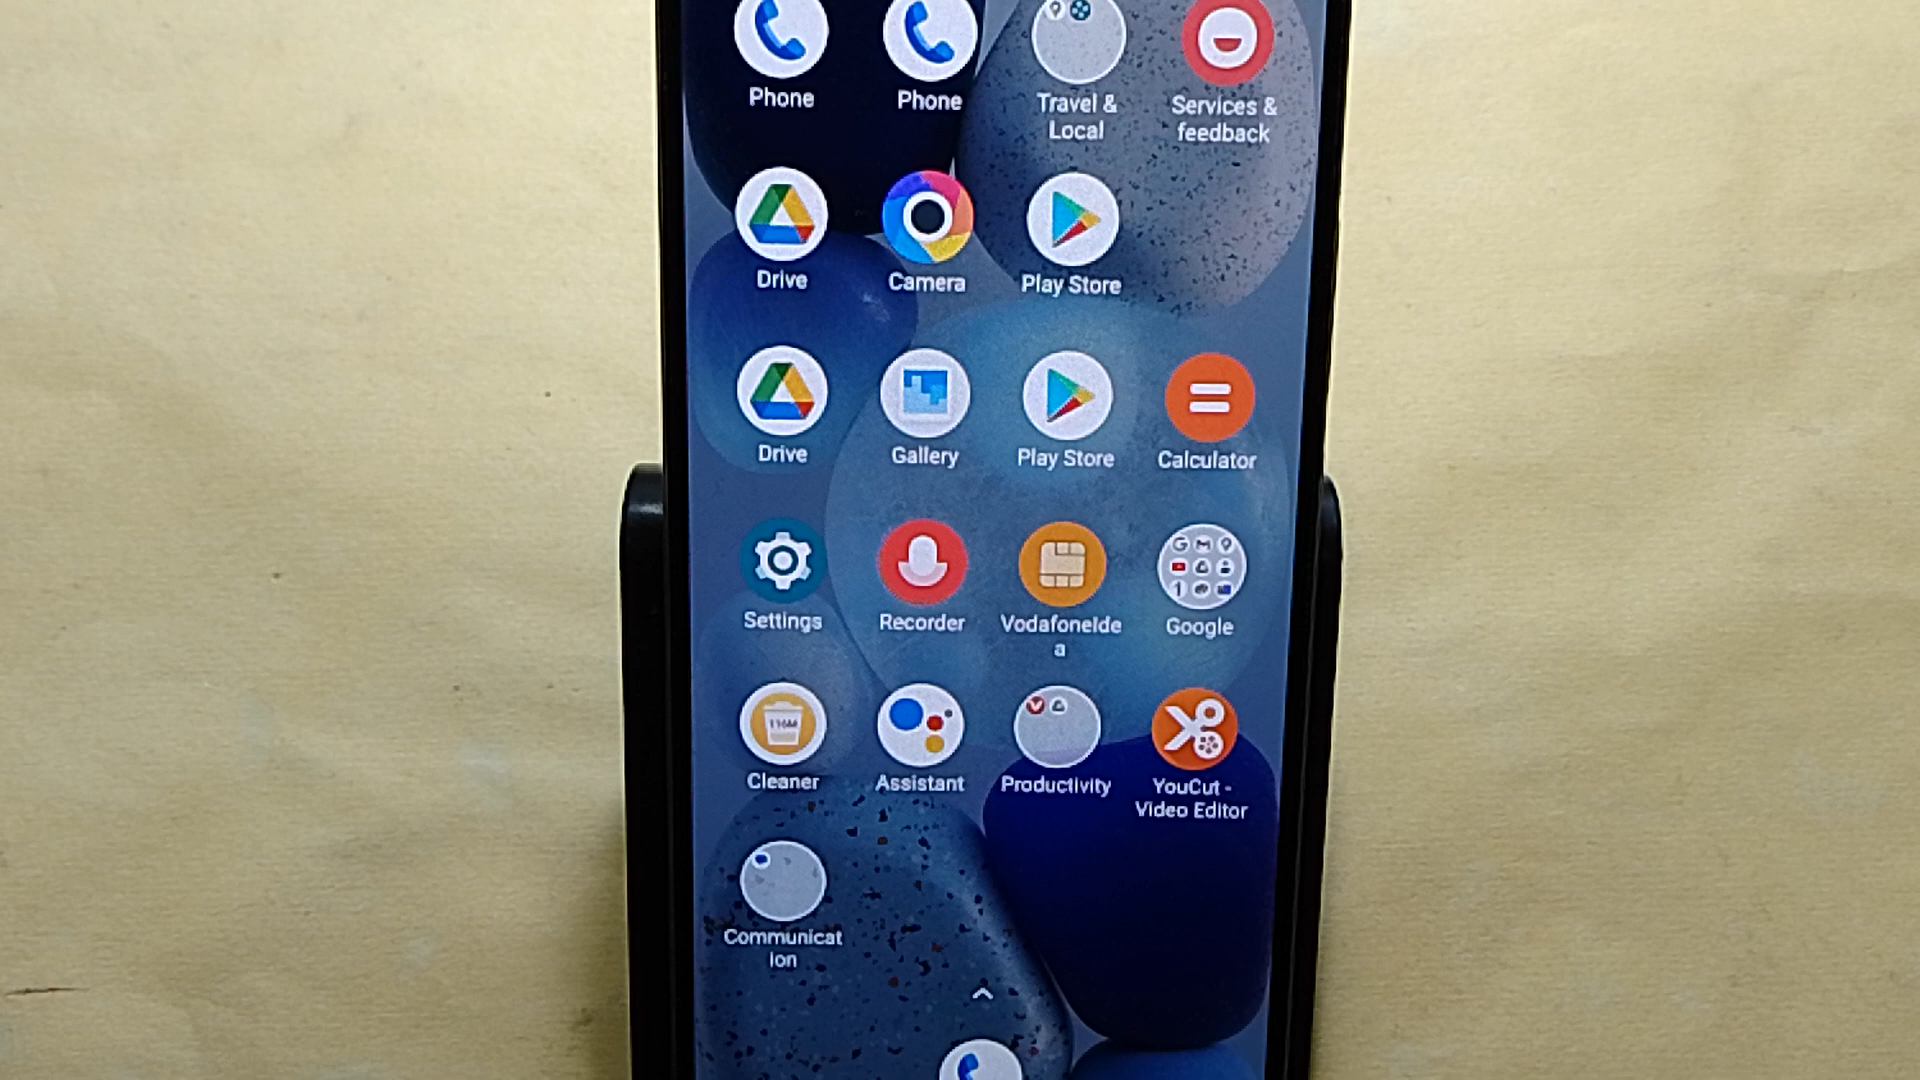 Phone
Phone
Travel &
Local
Services &
feedback
Drive
Camera
Play Store
Drive
Gallery
Play Store
Calculator
Settings
Recorder
VodafoneIde
a
Google
116M
Cleaner
Assistant
Productivity
YouCut -
Video Editor
Communicat
ion